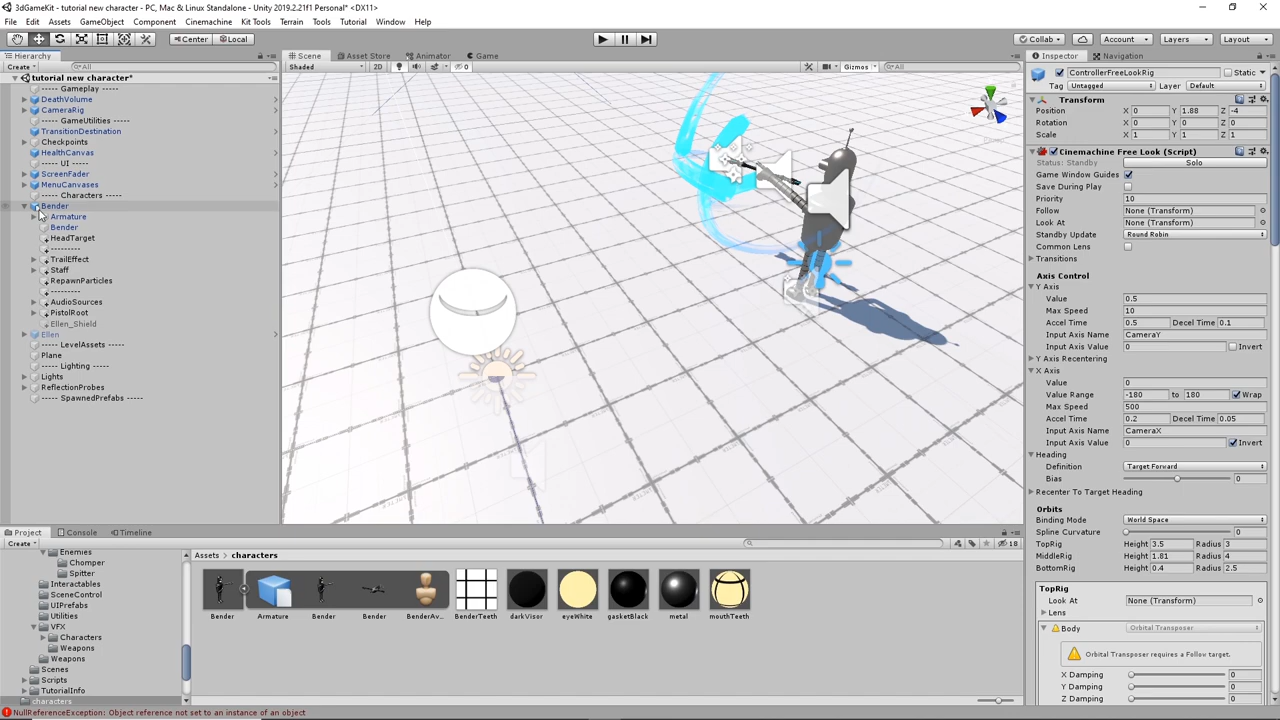 3dGameKit - tutorial new character - PC, Mac & Linux Standalone - Unity 2019.2.21f1 Personal* <DX11>
File Edit Assets GameObject Component Cinemachine Kit Tools Terrain Tools Tutorial Window Help
Center Local Collab Account Layers Layout
Hierarchy Scene Asset Store Animator Game Inspector Navigation
Create All Shaded 2D 0 Gizmos All
tutorial new character*
----- Gameplay -----
DeathVolume
CameraRig
----- GameUtilities -----
TransitionDestination
Checkpoints
HealthCanvas
----- UI -----
ScreenFader
MenuCanvases
----- Characters -----
Bender
Armature
Bender
HeadTarget
---------
TrailEffect
Staff
RepawnParticles
---------
AudioSources
PistolRoot
Ellen_Shield
Ellen
----- LevelAssets -----
Plane
----- Lighting -----
Lights
ReflectionProbes
----- SpawnedPrefabs -----
ControllerFreeLookRig Static
Tag Untagged Layer Default
Transform
Position X 0 Y 1.88 Z -4
Rotation X 0 Y 0 Z 0
Scale X 1 Y 1 Z 1
Cinemachine Free Look (Script)
Status: Standby Solo
Game Window Guides
Save During Play
Priority 10
Follow None (Transform)
Look At None (Transform)
Standby Update Round Robin
Common Lens
Transitions
Axis Control
Y Axis
Value 0.5
Max Speed 10
Accel Time 0.5 Decel Time 0.1
Input Axis Name CameraY
Input Axis Value 0 Invert
Y Axis Recentering
X Axis
Value 0
Value Range -180 to 180 Wrap
Max Speed 500
Accel Time 0.2 Decel Time 0.05
Input Axis Name CameraX
Input Axis Value 0 Invert
Heading
Definition Target Forward
Bias 0
Recenter To Target Heading
Orbits
Binding Mode World Space
Spline Curvature 0
TopRig Height 3.5 Radius 3
MiddleRig Height 1.81 Radius 4
BottomRig Height 0.4 Radius 2.5
TopRig
Look At None (Transform)
Lens
Body Orbital Transposer
Orbital Transposer requires a Follow target.
X Damping 0
Y Damping 0
Z Damping 0
Project Console Timeline
Create 18
Enemies
Chomper
Spitter
Interactables
SceneControl
UIPrefabs
Utilities
VFX
Characters
Weapons
Weapons
Scenes
Scripts
TutorialInfo
characters
Assets > characters
Bender Armature Bender Bender BenderAv... BenderTeeth darkVisor eyeWhite gasketBlack metal mouthTeeth
NullReferenceException: Object reference not set to an instance of an object